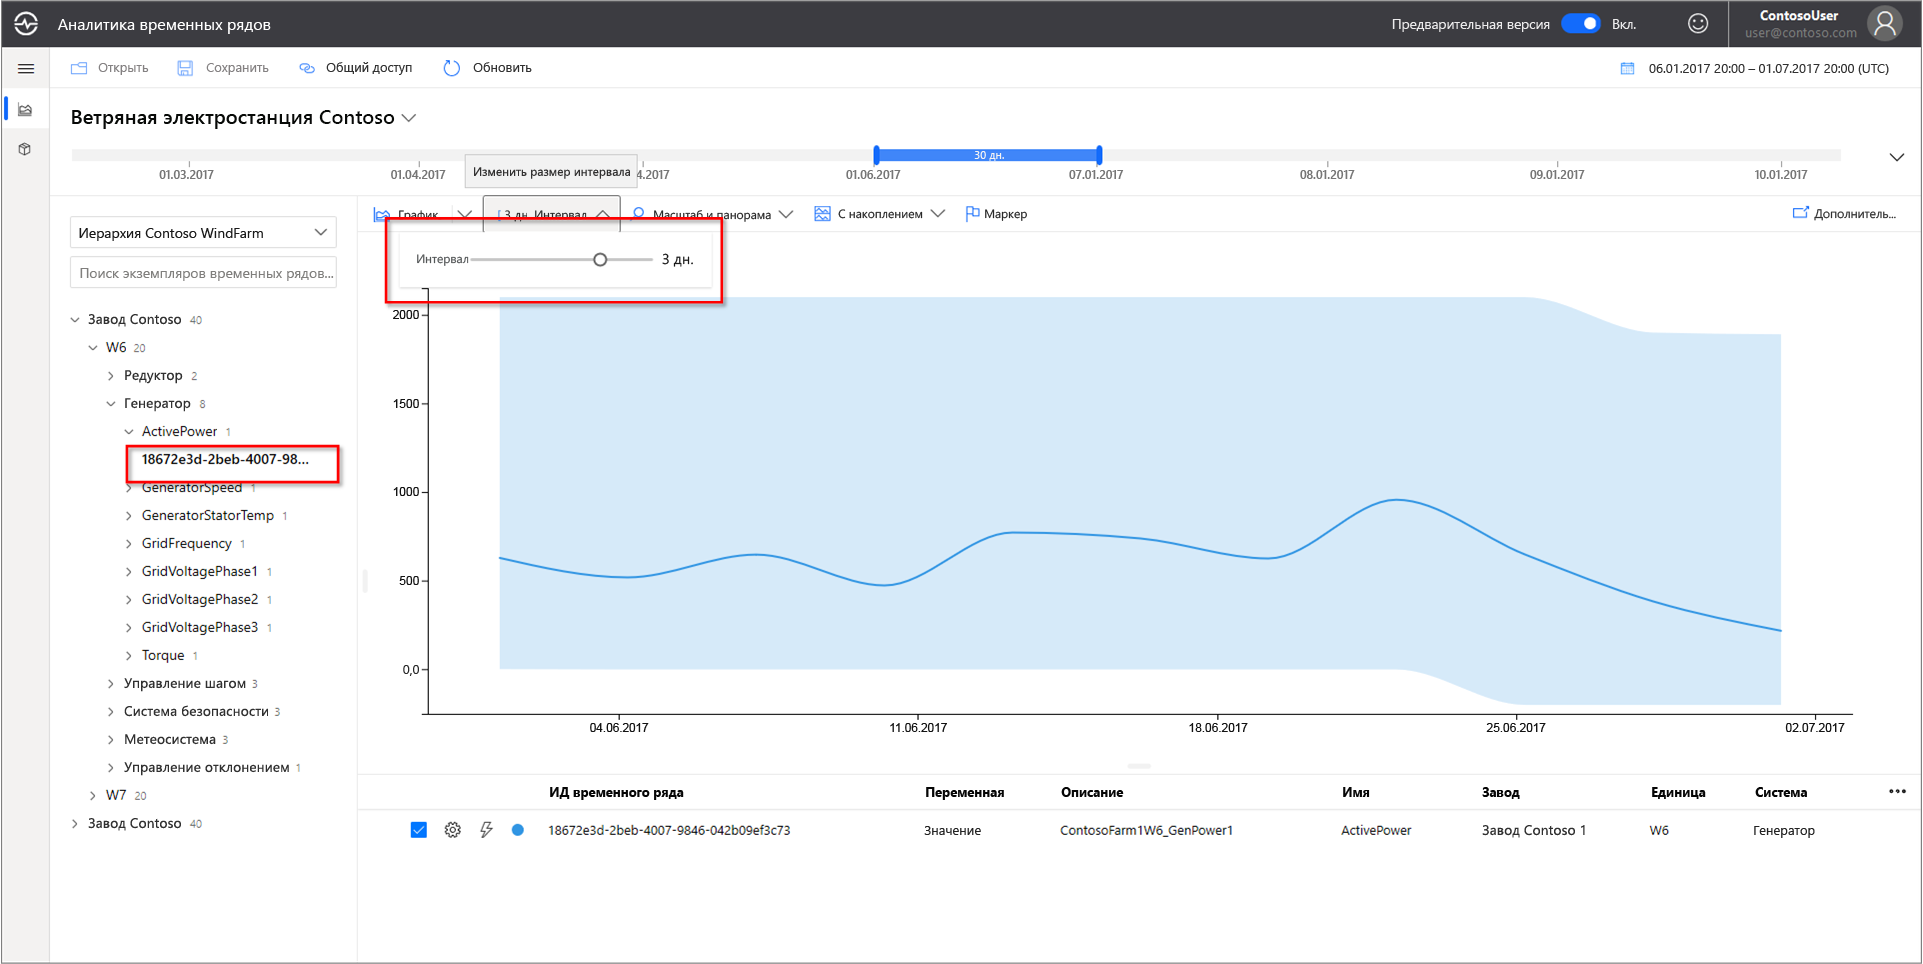 Аналитика временных рядов
Предварительная версия Вкл.
ContosoUser
user@contoso.com
Открыть Сохранить Общий доступ Обновить
06.01.2017 20:00 – 01.07.2017 20:00 (UTC)
Ветряная электростанция Contoso
30 дн.
01.03.2017 01.04.2017 4.2017 01.06.2017 07.01.2017 08.01.2017 09.01.2017 10.01.2017
Изменить размер интервала
График 3 дн. Интервал Масштаб и панорама С накоплением Маркер Дополнитель...
Интервал 3 дн.
Иерархия Contoso WindFarm
Поиск экземпляров временных рядов...
Завод Contoso 40
W6 20
Редуктор 2
Генератор 8
ActivePower 1
18672e3d-2beb-4007-98...
GeneratorSpeed 1
GeneratorStatorTemp 1
GridFrequency 1
GridVoltagePhase1 1
GridVoltagePhase2 1
GridVoltagePhase3 1
Torque 1
Управление шагом 3
Система безопасности 3
Метеосистема 3
Управление отклонением 1
W7 20
Завод Contoso 40
2000
1500
1000
500
0,0
04.06.2017 11.06.2017 18.06.2017 25.06.2017 02.07.2017
ИД временного ряда Переменная Описание Имя Завод Единица Система
18672e3d-2beb-4007-9846-042b09ef3c73 Значение ContosoFarm1W6_GenPower1 ActivePower Завод Contoso 1 W6 Генератор